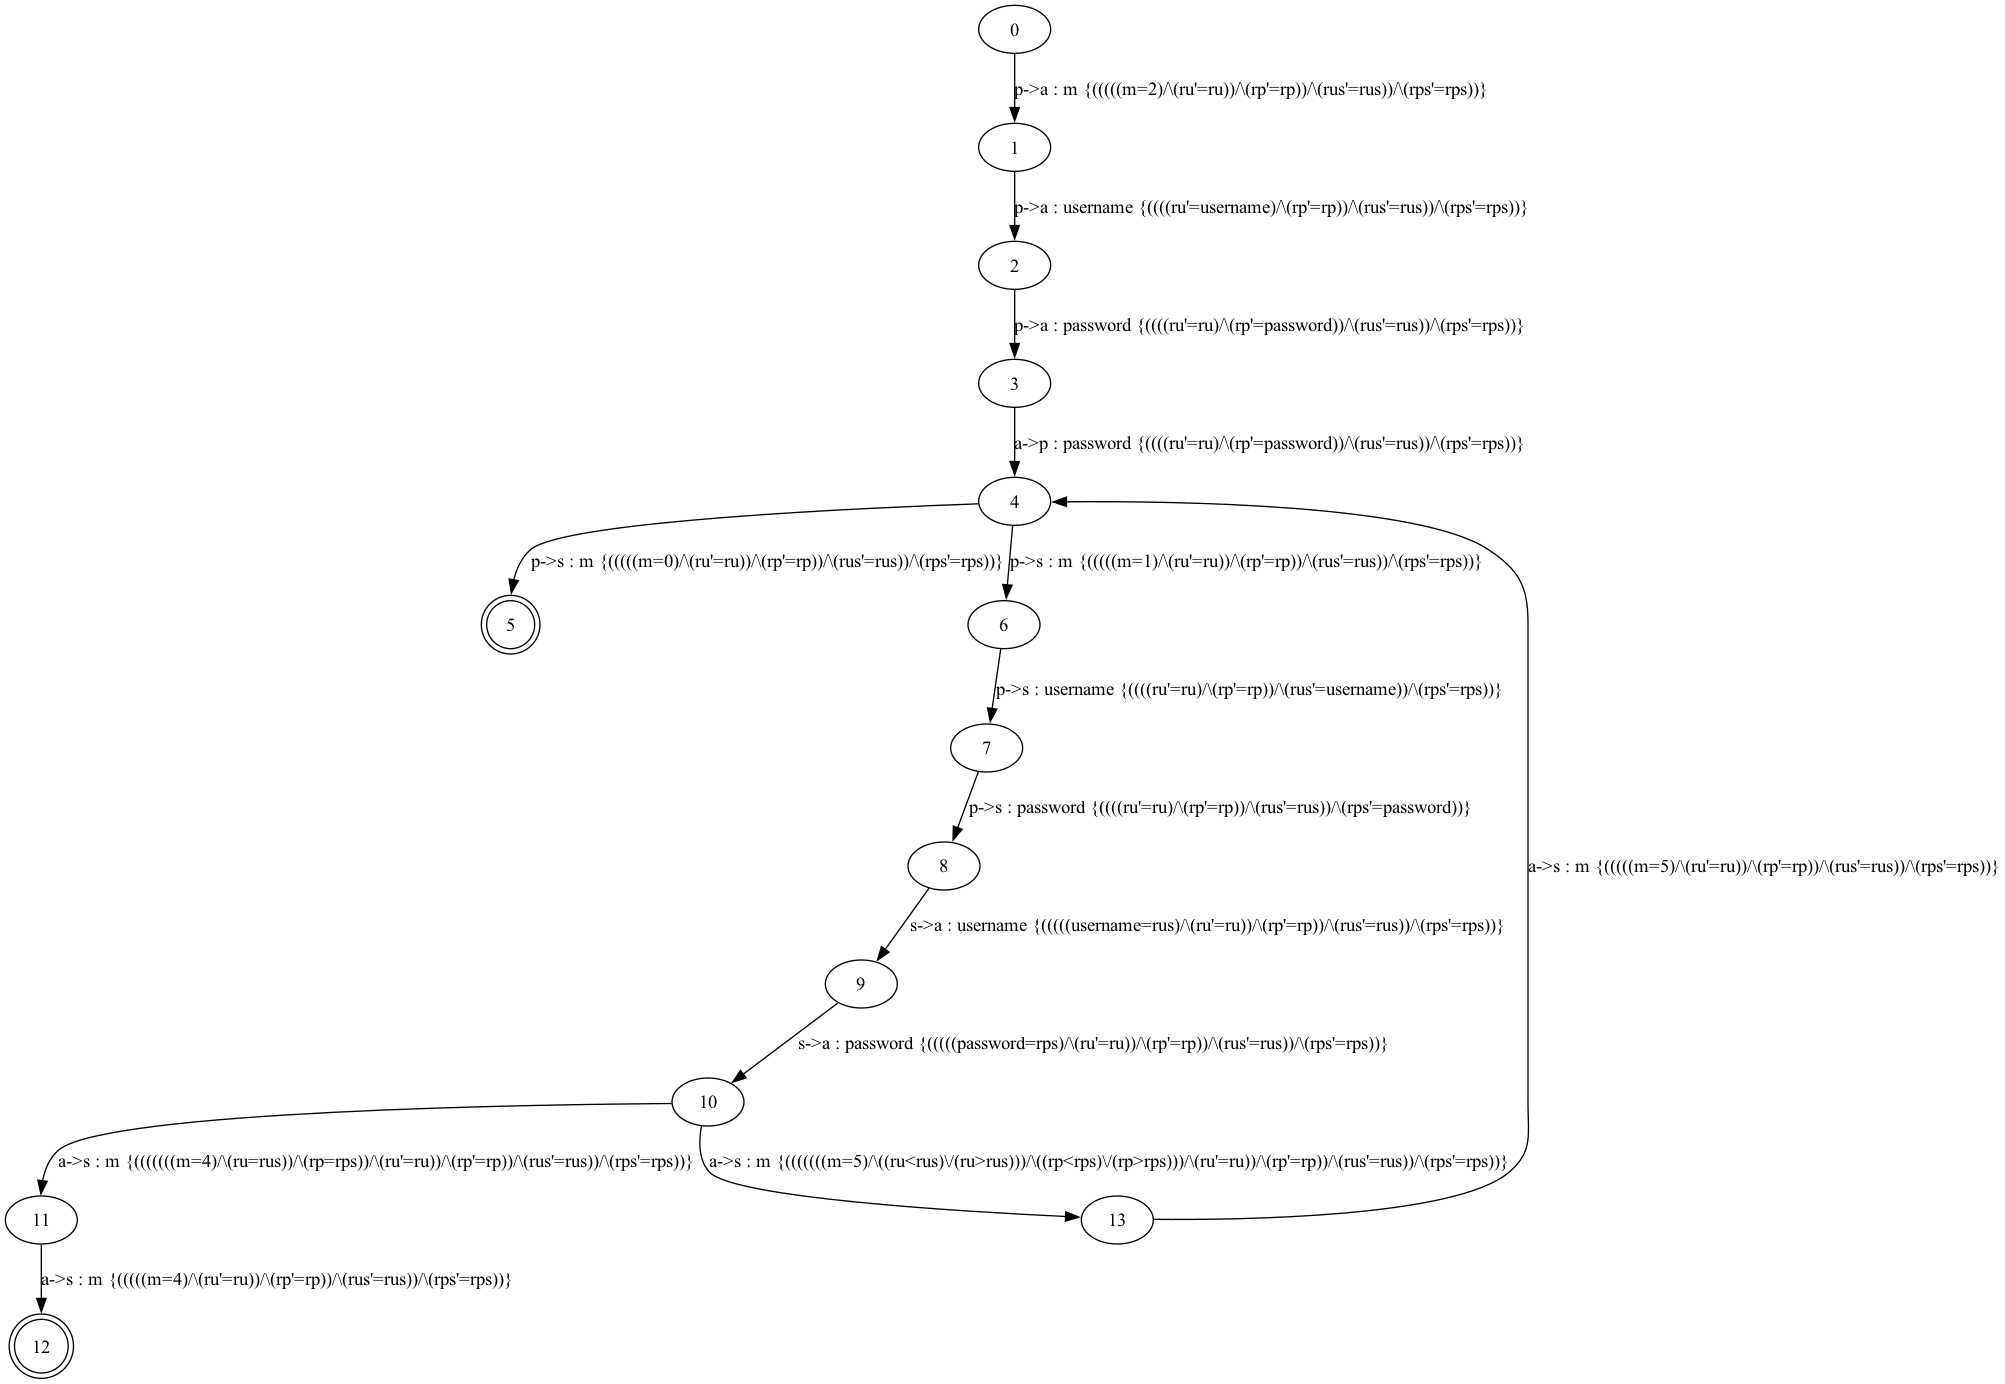 0
p->a : m {(((((m=2)/\(ru'=ru))/\(rp'=rp))/\(rus'=rus))/\(rps'=rps))}
1
p->a : username {((((ru'=username)/\(rp'=rp))/\(rus'=rus))/\(rps'=rps))}
2
p->a : password {((((ru'=ru)/\(rp'=password))/\(rus'=rus))/\(rps'=rps))}
3
a->p : password {((((ru'=ru)/\(rp'=password))/\(rus'=rus))/\(rps'=rps))}
4
p->s : m {(((((m=0)/\(ru'=ru))/\(rp'=rp))/\(rus'=rus))/\(rps'=rps))}
p->s : m {(((((m=1)/\(ru'=ru))/\(rp'=rp))/\(rus'=rus))/\(rps'=rps))}
5
6
p->s : username {((((ru'=ru)/\(rp'=rp))/\(rus'=username))/\(rps'=rps))}
7
p->s : password {((((ru'=ru)/\(rp'=rp))/\(rus'=rus))/\(rps'=password))}
8
a->s : m {(((((m=5)/\(ru'=ru))/\(rp'=rp))/\(rus'=rus))/\(rps'=rps))}
s->a : username {(((((username=rus)/\(ru'=ru))/\(rp'=rp))/\(rus'=rus))/\(rps'=rps))}
9
s->a : password {(((((password=rps)/\(ru'=ru))/\(rp'=rp))/\(rus'=rus))/\(rps'=rps))}
10
a->s : m {(((((((m=4)/\(ru=rus))/\(rp=rps))/\(ru'=ru))/\(rp'=rp))/\(rus'=rus))/\(rps'=rps))}
a->s : m {(((((((m=5)/\((ru<rus)\/(ru>rus)))/\((rp<rps)\/(rp>rps)))/\(ru'=ru))/\(rp'=rp))/\(rus'=rus))/\(rps'=rps))}
11
13
a->s : m {(((((m=4)/\(ru'=ru))/\(rp'=rp))/\(rus'=rus))/\(rps'=rps))}
12